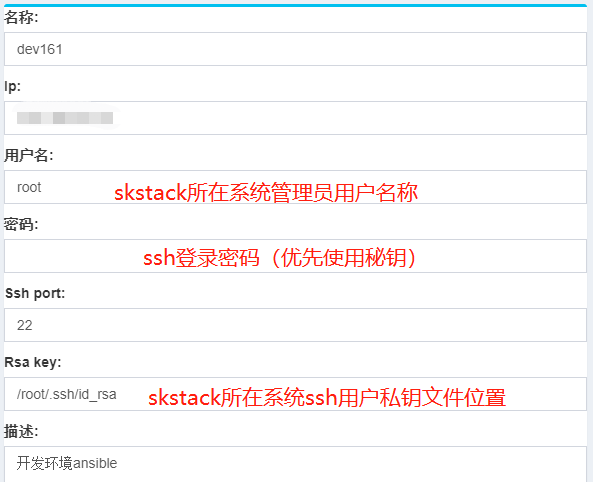 名称:
dev161
Ip:
用户名:
root
skstack所在系统管理员用户名称
密码:
ssh登录密码（优先使用秘钥）
Ssh port:
22
Rsa key:
/root/.ssh/id_rsa
skstack所在系统ssh用户私钥文件位置
描述:
开发环境ansible